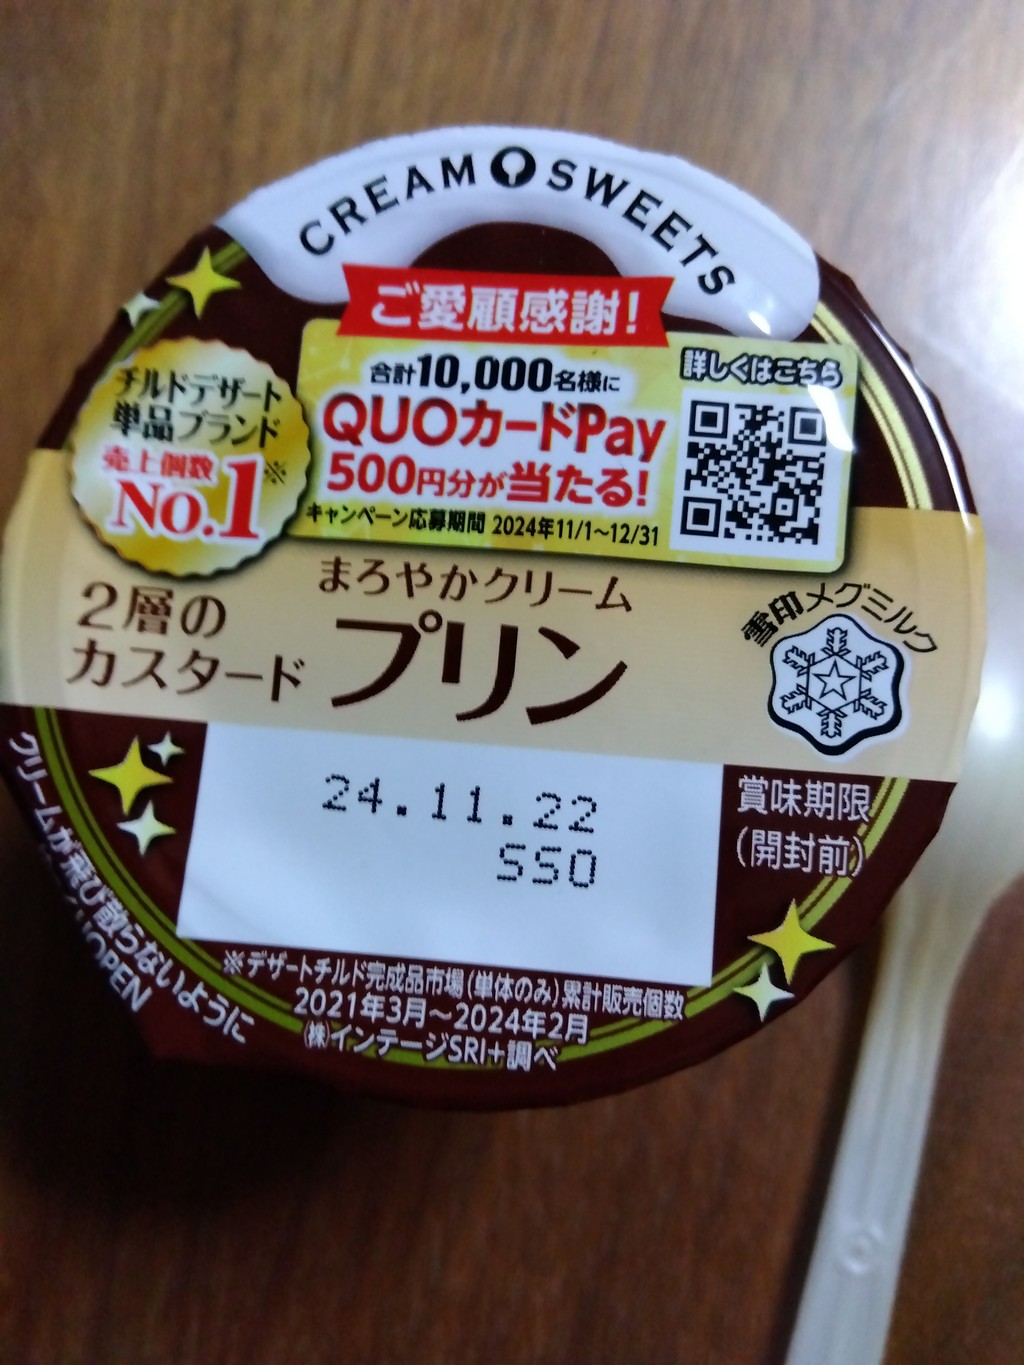 CREAM SWEETS
ご愛顧感謝!
合計10,000名様に
QUOカードPay
500円分が当たる!
キャンペーン応募期間 2024年11/1～12/31
詳しくはこちら
チルドデザート
単品ブランド
売上個数
No.1※
まろやかクリーム
2層の
カスタード
プリン
雪印メグミルク
24.11.22
SSO
賞味期限
(開封前)
※デザートチルド完成品市場(単体のみ)累計販売個数
2021年3月～2024年2月
㈱インテージSRI+調べ
クリームが飛び散らないように
OPEN